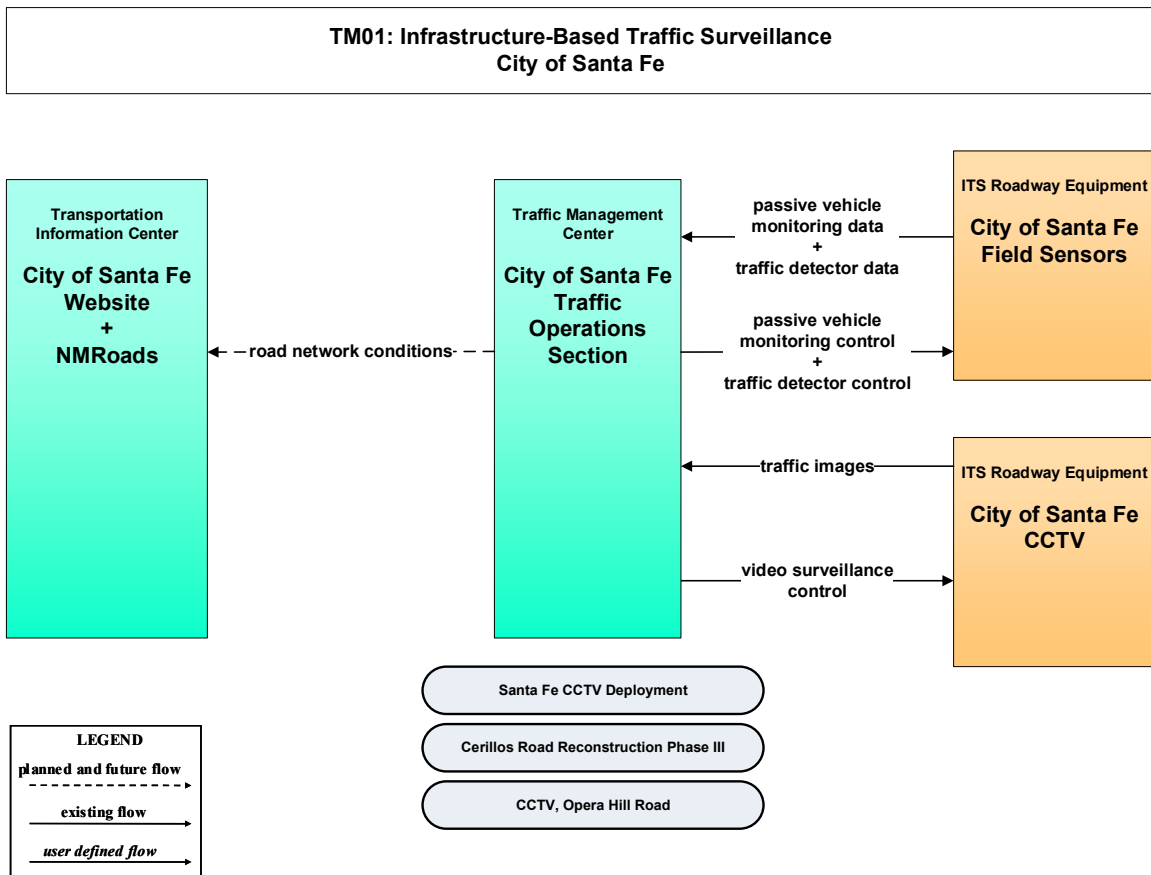 TM01: Infrastructure-Based Traffic Surveillance
City of Santa Fe
Transportation
Information Center
City of Santa Fe
Website
+
NMRoads
road network conditions
Traffic Management
Center
City of Santa Fe
Traffic
Operations
Section
passive vehicle
monitoring data
+
traffic detector data
passive vehicle
monitoring control
+
traffic detector control
traffic images
video surveillance
control
ITS Roadway Equipment
City of Santa Fe
Field Sensors
ITS Roadway Equipment
City of Santa Fe
CCTV
Santa Fe CCTV Deployment
Cerillos Road Reconstruction Phase III
CCTV, Opera Hill Road
LEGEND
planned and future flow
existing flow
user defined flow